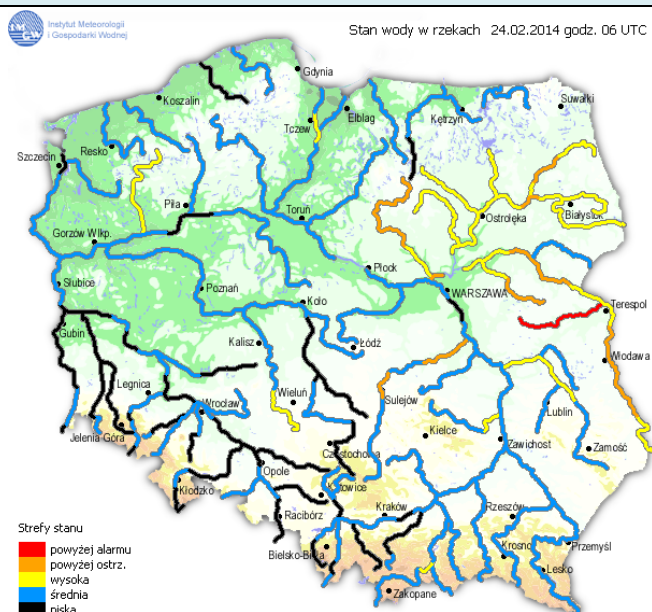 Instytut Meteorologii
i Gospodarki Wodnej
Stan wody w rzekach 24.02.2014 godz. 06 UTC
Gdynia
Koszalin
Suwałki
Tczew
Elbląg
Kętrzyn
Resko
Szczecin
Piła
Toruń
Ostrołęka
Białystok
Gorzów Wlkp.
Płock
Słubice
Poznań
WARSZAWA
Koło
Terespol
Gubin
Kalisz
Łódź
Włodawa
Legnica
Wieluń
Sulejów
Wrocław
Lublin
Jelenia Góra
Kielce
Zawichost
Zamość
Częstochowa
Opole
Kłodzko
Katowice
Racibórz
Kraków
Rzeszów
Strefy stanu
Bielsko-Biała
Krosno
Przemyśl
powyżej alarmu
powyżej ostrz.
Lesko
wysoka
Zakopane
średnia
niska